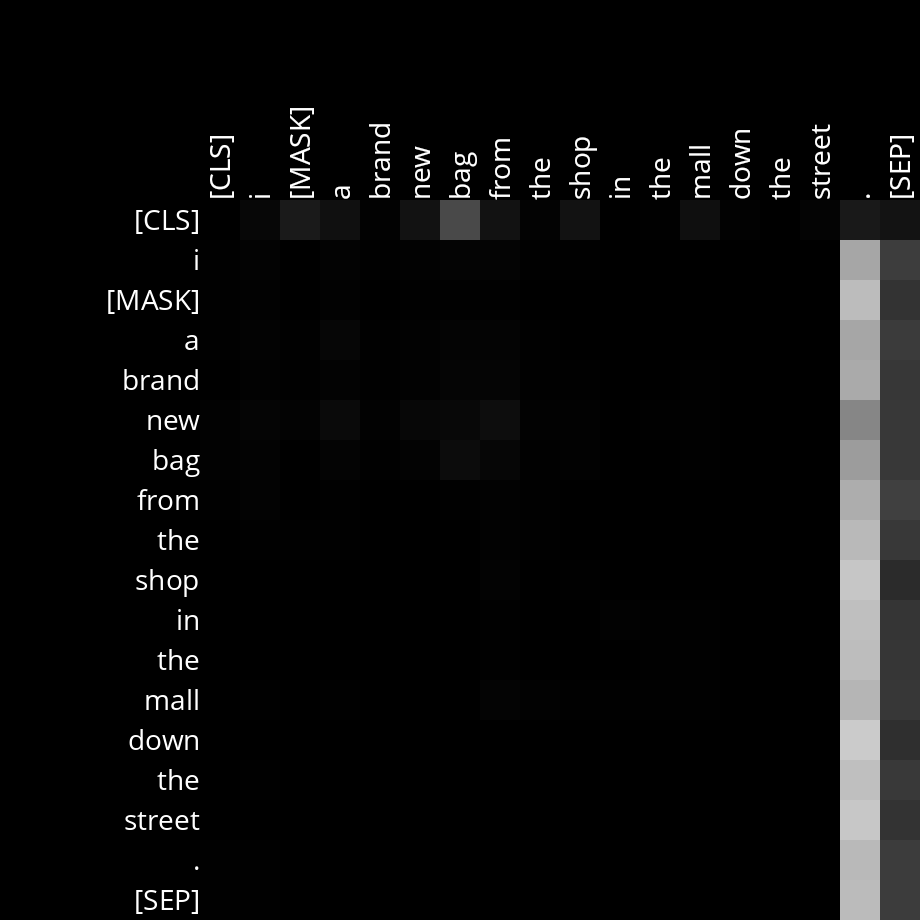 [CLS] i [MASK] a brand new bag from the shop in the mall down the street . [SEP]
[CLS]
i
[MASK]
a
brand
new
bag
from
the
shop
in
the
mall
down
the
street
.
[SEP]